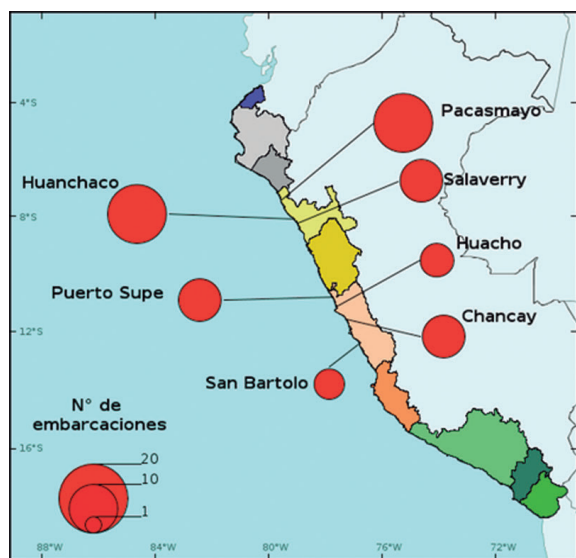 4°S
Pacasmayo
Huanchaco
Salaverry
8°S
Huacho
Puerto Supe
Chancay
12°S
San Bartolo
N° de
embarcaciones
16°S
20
10
1
88°W
84°W
80°W
76°W
72°W